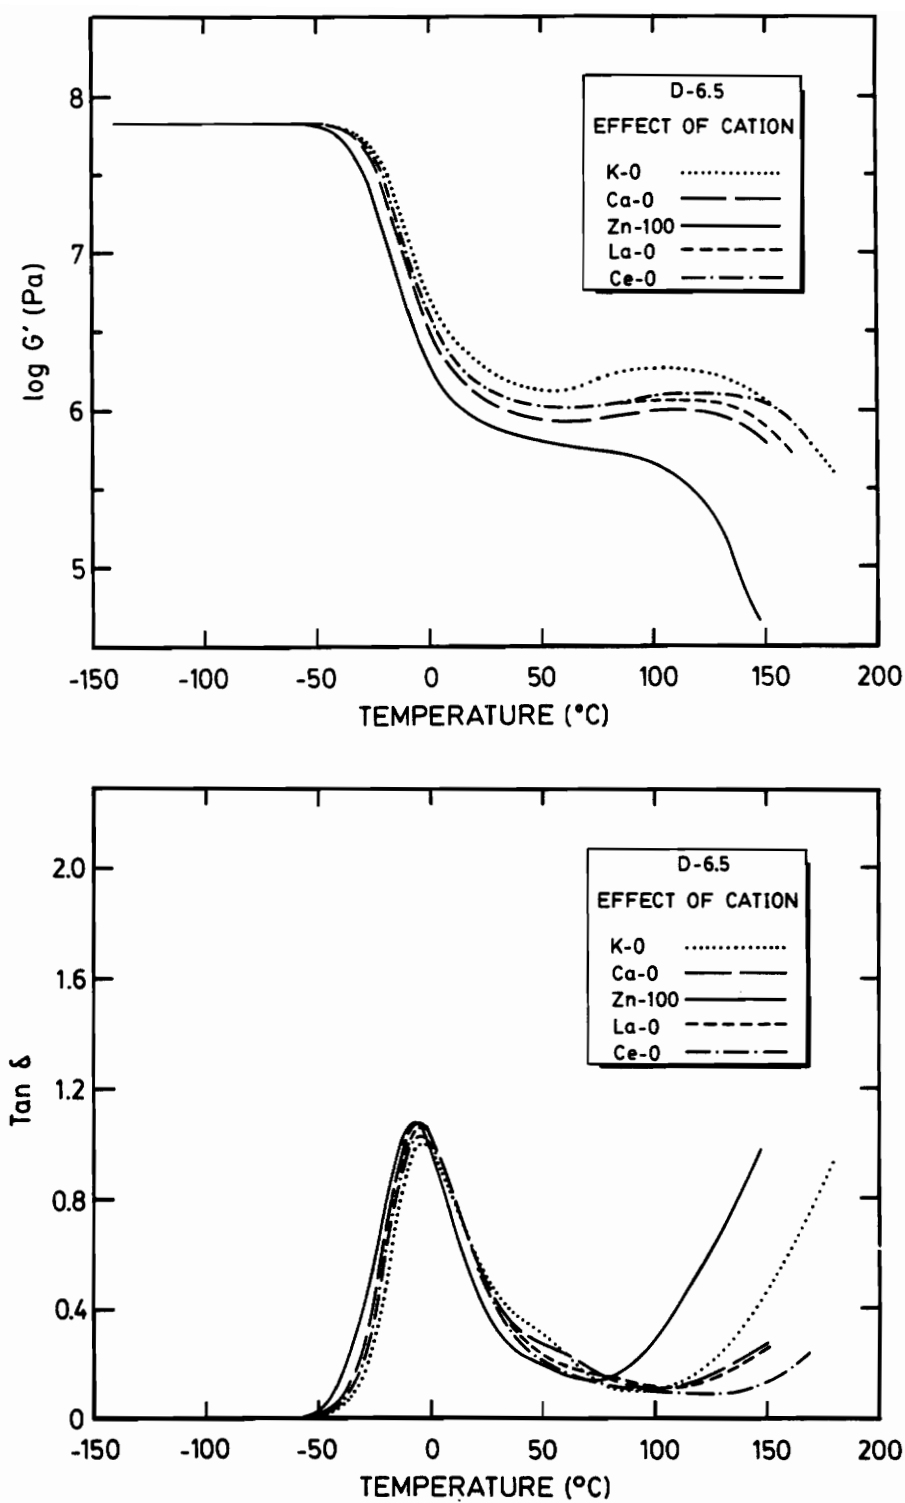 8
7
6
5
log G' (Pa)
D-6.5
EFFECT OF CATION
K-0
Ca-0
Zn-100
La-0
Ce-0
-150 -100 -50 0 50 100 150 200
TEMPERATURE (°C)
2.0
1.6
1.2
0.8
0.4
0
Tan δ
D-6.5
EFFECT OF CATION
K-0
Ca-0
Zn-100
La-0
Ce-0
-150 -100 -50 0 50 100 150 200
TEMPERATURE (°C)